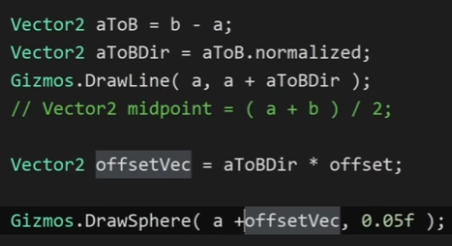 Vector2 aToB = b - a;
Vector2 aToBDir = aToB.normalized;
Gizmos.DrawLine( a, a + aToBDir );
// Vector2 midpoint = ( a + b ) / 2;
Vector2 offsetVec = aToBDir * offset;
Gizmos.DrawSphere( a +offsetVec, 0.05f );